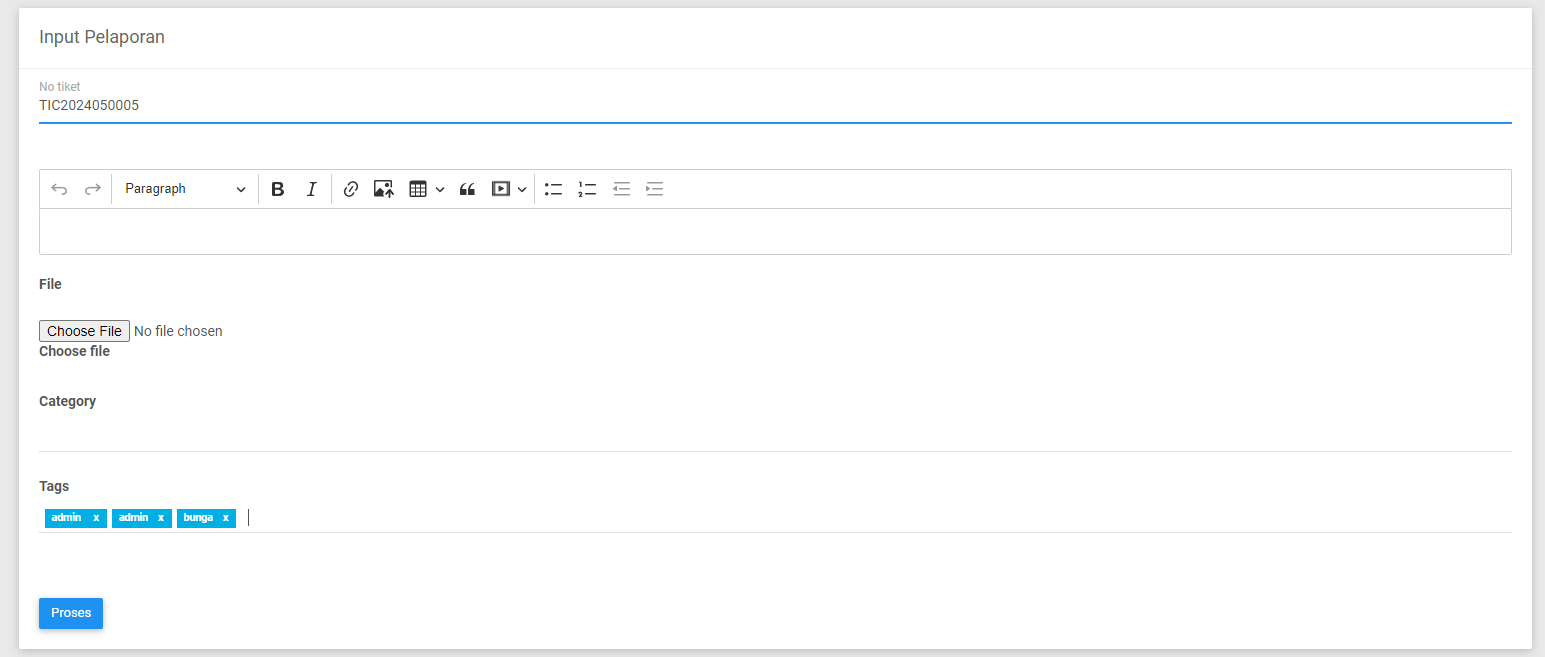 Input Pelaporan
No tiket
TIC2024050005
Paragraph
File
Choose File No file chosen
Choose file
Category
Tags
admin x admin x bunga x
Proses